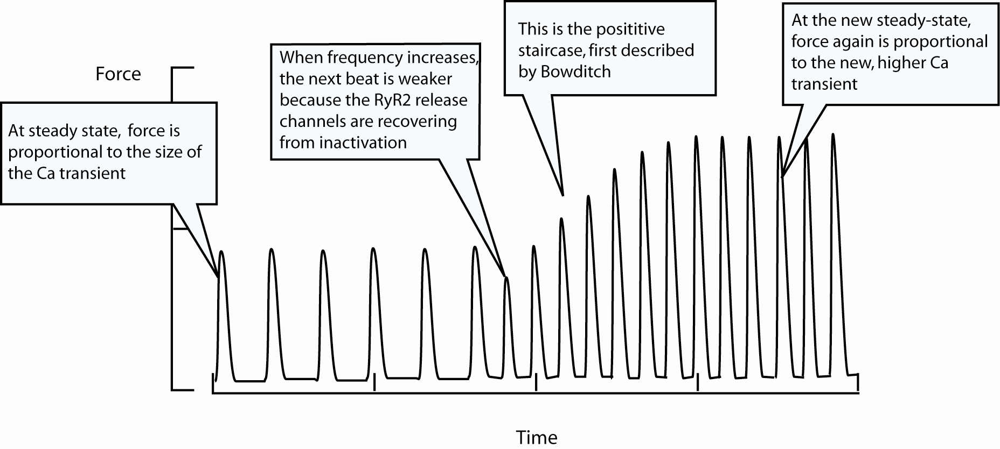 Force
At steady state, force is
proportional to the size of
the Ca transient
When frequency increases,
the next beat is weaker
because the RyR2 release
channels are recovering
from inactivation
This is the posititive
staircase, first described
by Bowditch
At the new steady-state,
force again is proportional
to the new, higher Ca
transient
Time